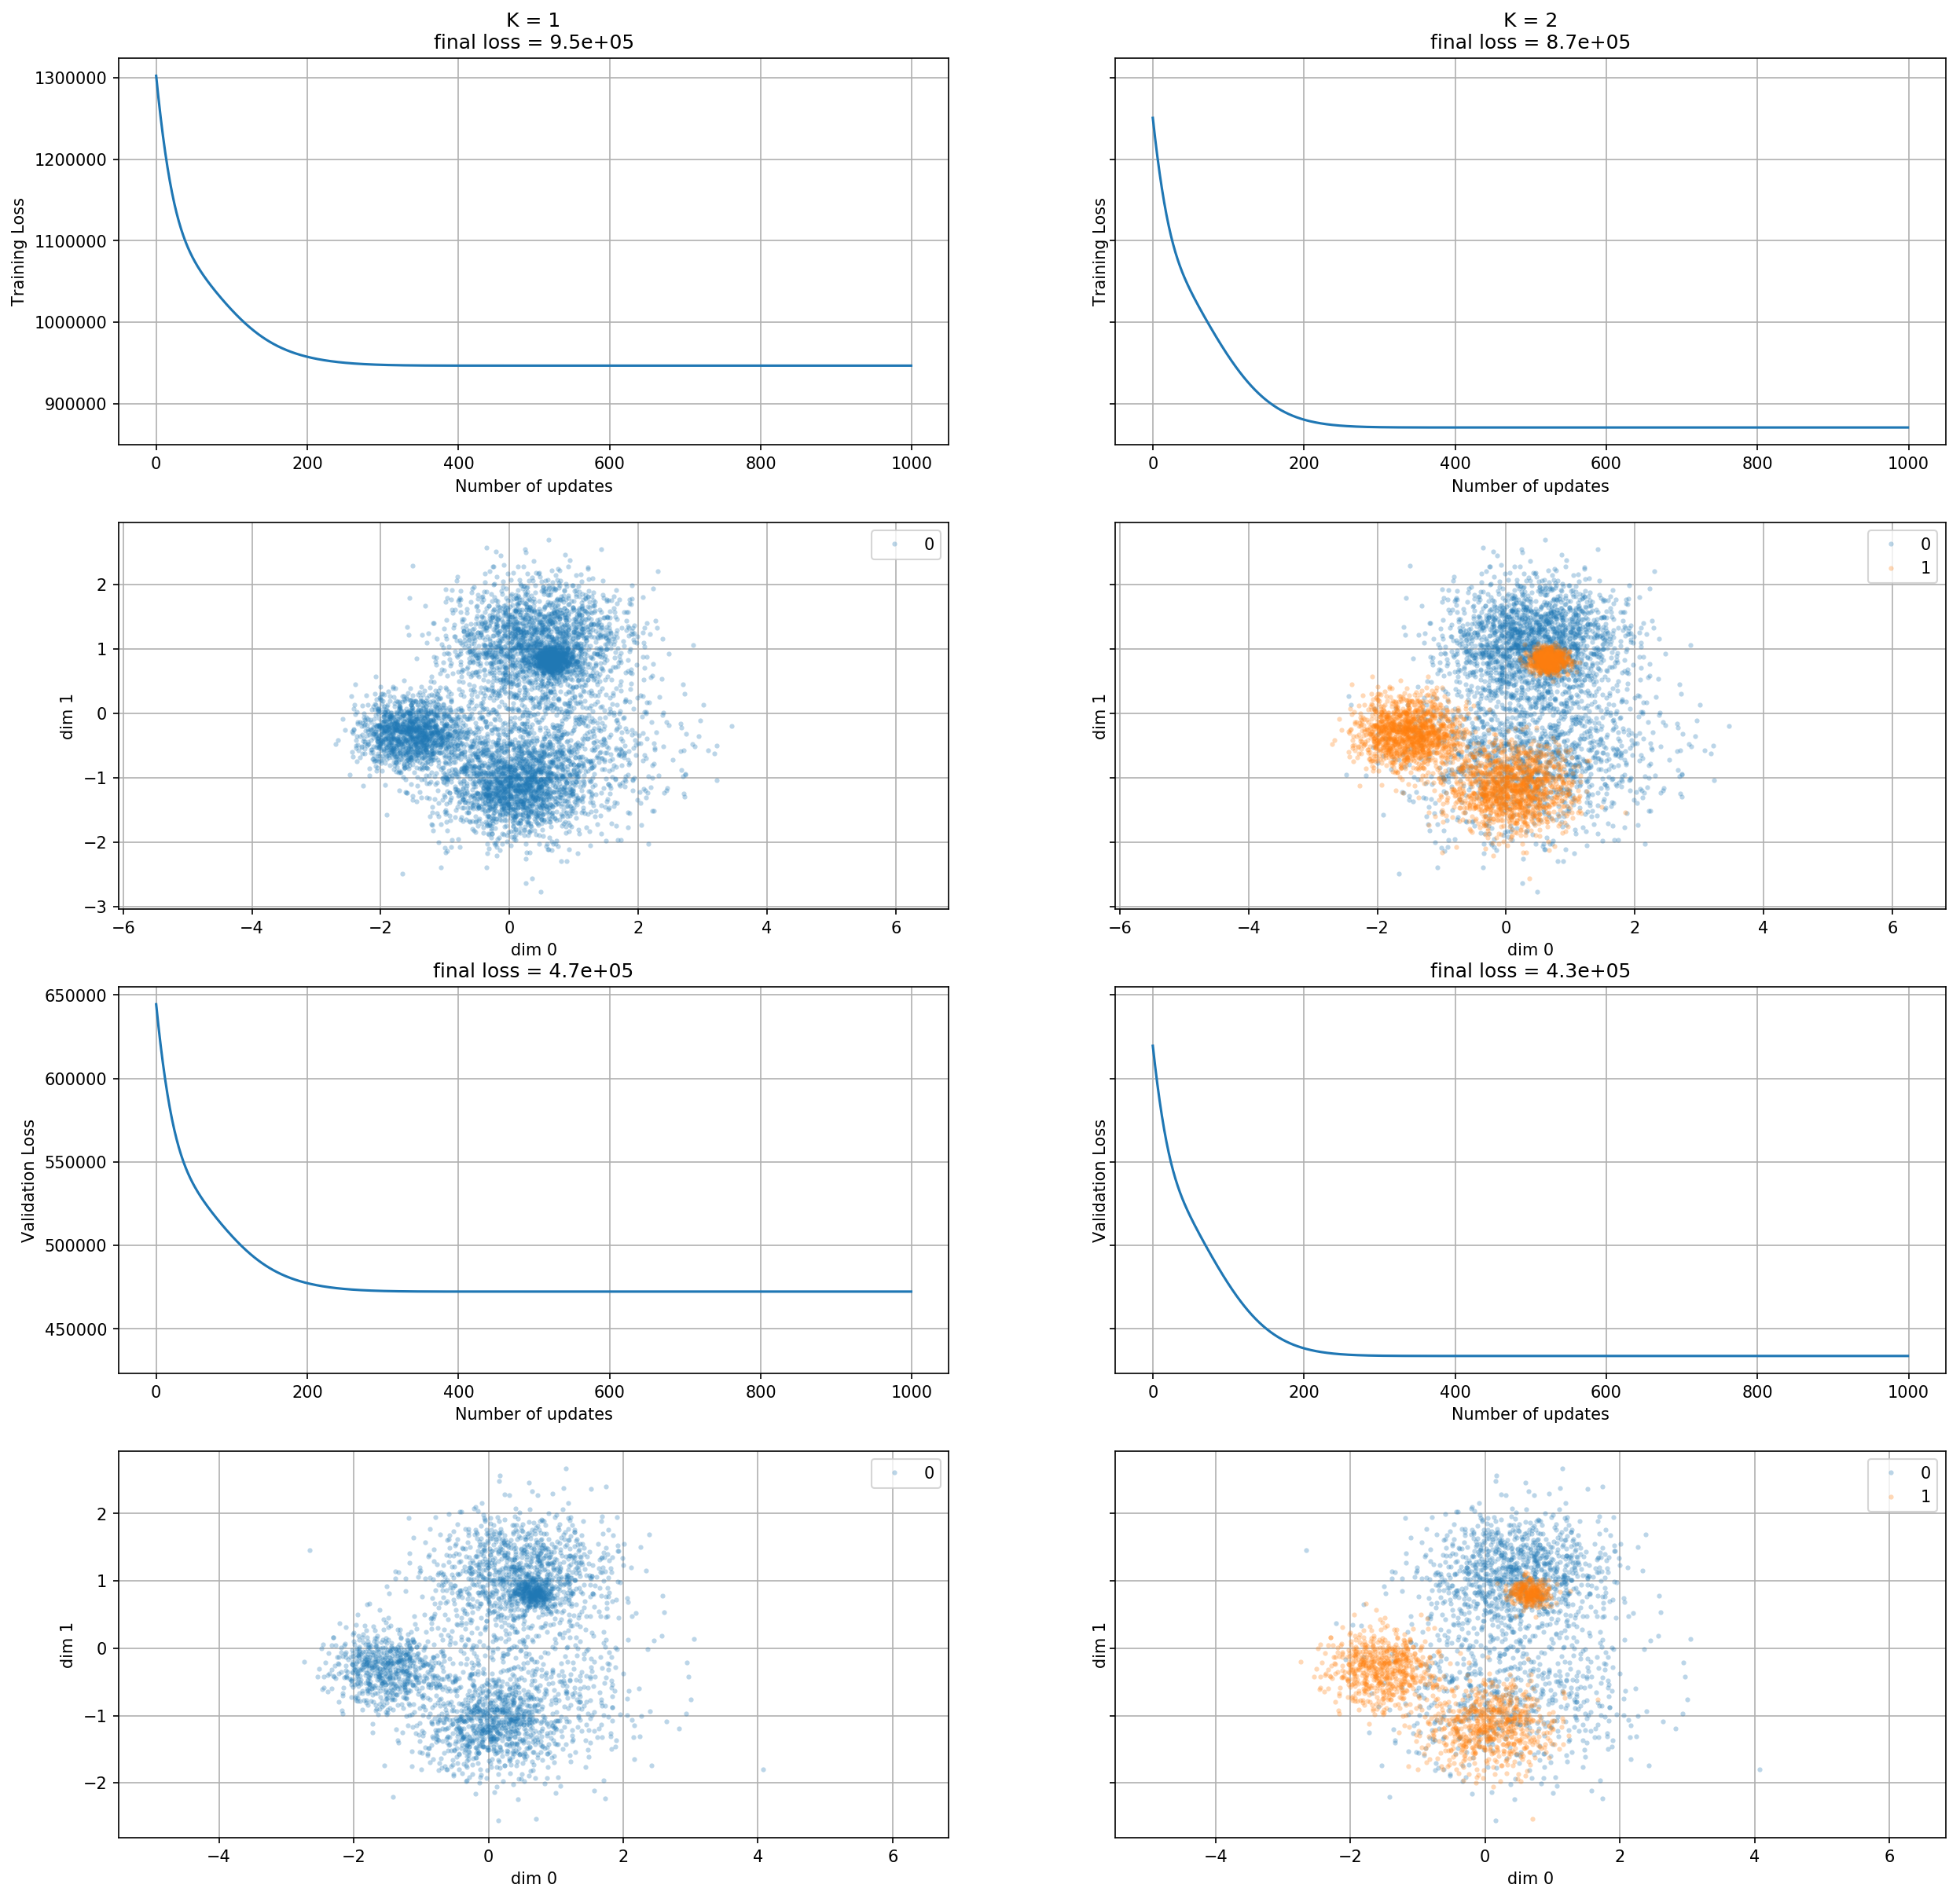 K = 1
final loss = 9.5e+05
1300000
1200000
1100000
1000000
900000
Training Loss
0 200 400 600 800 1000
Number of updates
K = 2
final loss = 8.7e+05
Training Loss
0 200 400 600 800 1000
Number of updates
0
2
1
0
−1
−2
−3
dim 1
−6 −4 −2 0 2 4 6
dim 0
0
1
dim 1
−6 −4 −2 0 2 4 6
dim 0
final loss = 4.7e+05
650000
600000
550000
500000
450000
Validation Loss
0 200 400 600 800 1000
Number of updates
final loss = 4.3e+05
Validation Loss
0 200 400 600 800 1000
Number of updates
0
2
1
0
−1
−2
dim 1
−4 −2 0 2 4 6
dim 0
0
1
dim 1
−4 −2 0 2 4 6
dim 0